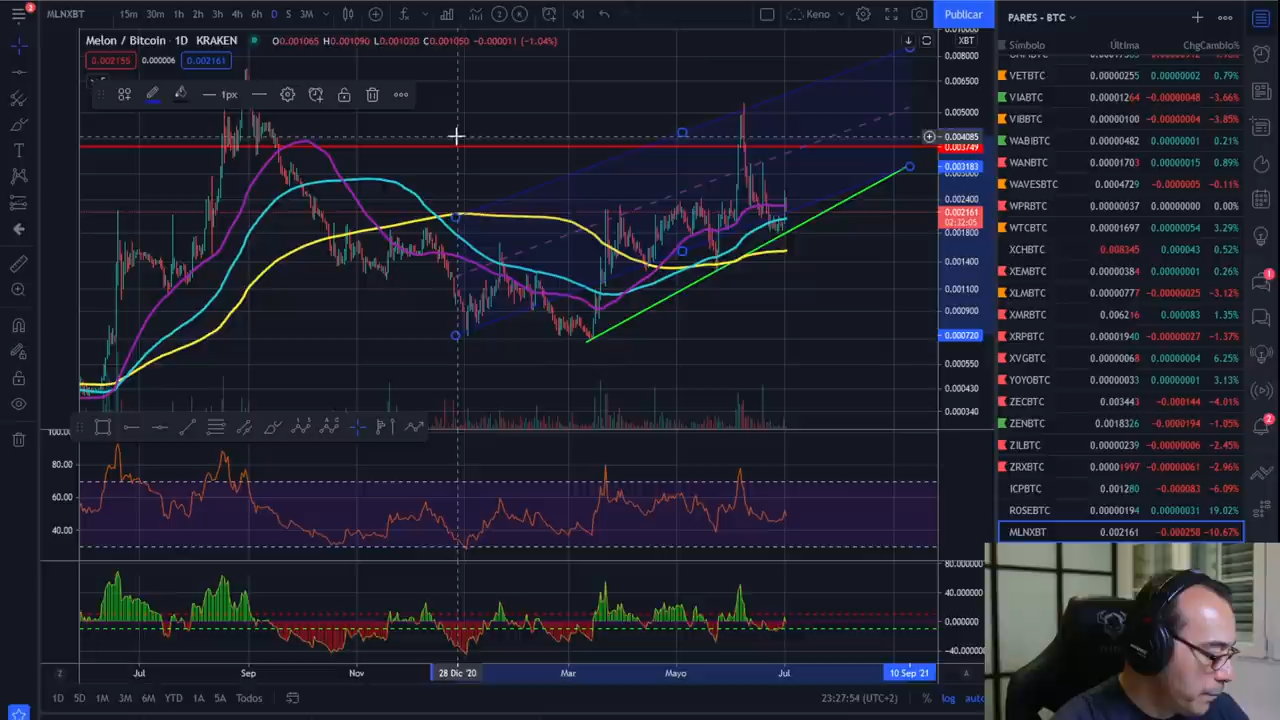 2
MLNXBT
15m 30m 1h 2h 3h 4h 6h D S 3M
Keno
Publicar
PARES - BTC
Melon / Bitcoin · 1D KRAKEN
O0.001065 H0.001090 L0.001030 C0.001050 -0.000011 (-1.04%)
XBT
Símbolo Última Chg Cambio%
0.002155 0.000006 0.002161
1px
0.008000
0.006500
0.005000
0.004085
0.003749
0.003183
0.002400
0.002161
02:32:05
0.001800
0.001400
0.001100
0.000900
0.000720
0.000550
0.000430
0.000340
VETBTC 0.00000255 0.00000002 0.79%
VIABTC 0.00001264 -0.00000048 -3.66%
VIBBTC 0.00000100 -0.00000004 -3.85%
WABIBTC 0.00000482 0.21%
WANBTC 0.00001703 0.00000015 0.89%
WAVESBTC 0.0004729 -0.0000005 -0.11%
WPRBTC 0.00000037 0.00000000 0.00%
WTCBTC 0.00001697 0.00000054 3.29%
XCHBTC 0.008345 0.000043 0.52%
XEMBTC 0.00000384 0.00000001 0.26%
XLMBTC 0.00000777 -0.00000025 -3.12%
XMRBTC 0.006216 0.000083 1.35%
XRPBTC 0.00001940 -0.00000027 -1.37%
XVGBTC 0.00000068 0.00000004 6.25%
YOYOBTC 0.00000033 3.13%
ZECBTC 0.003443 -0.000144 -4.01%
ZENBTC 0.0018326 -0.0000194 -1.05%
ZILBTC 0.00000239 -0.00000006 -2.45%
ZRXBTC 0.00001997 -0.00000061 -2.96%
ICPBTC 0.001280 -0.000083 -6.09%
ROSEBTC 0.00000194 0.00000031 19.02%
MLNXBT 0.002161 -0.000258 -10.67%
100.00
80.00
60.00
40.00
40.000000
0.000000
Jul Sep Nov 28 Dic '20 Mar Mayo Jul 10 Sep '21
1D 5D 1M 3M 6M YTD 1A 5A Todos
23:27:54 (UTC+2) % log auto